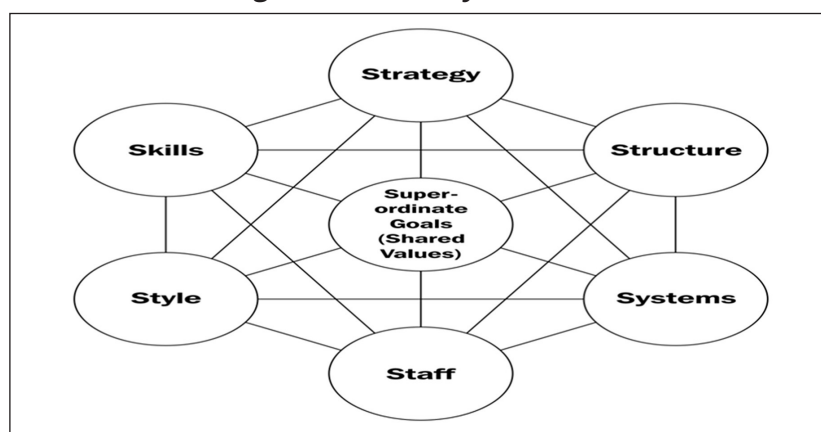 Strategy
Skills
Structure
Super-
ordinate
Goals
(Shared
Values)
Style
Systems
Staff